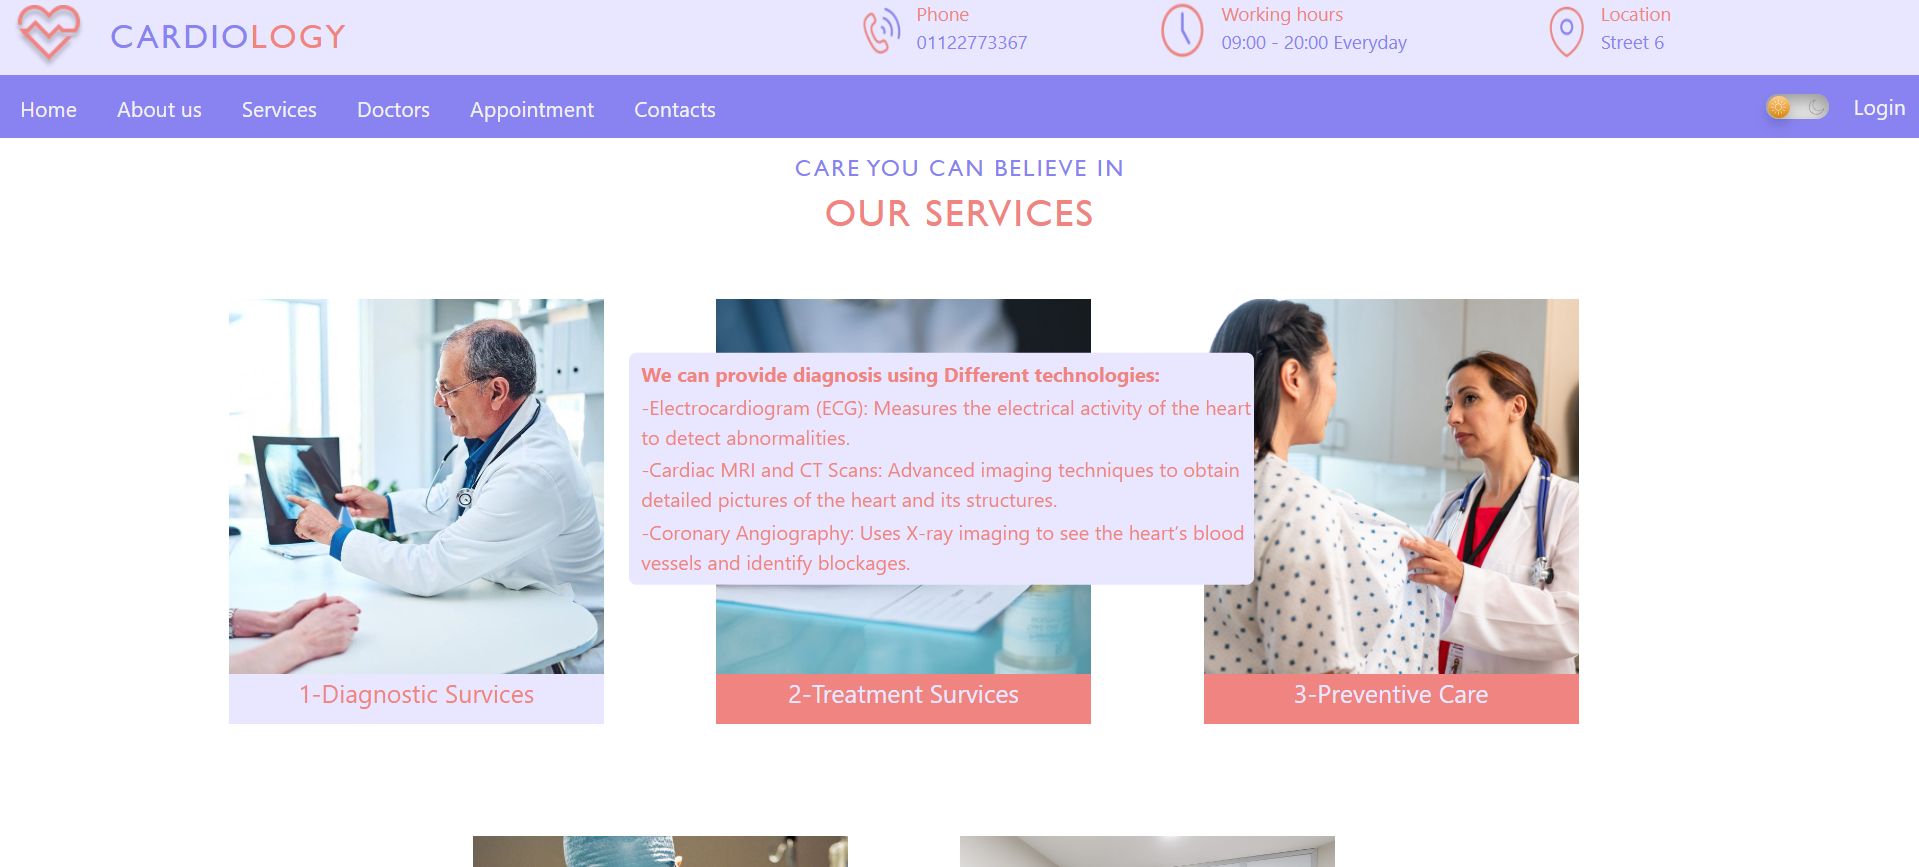 CARDIOLOGY
Phone
01122773367
Working hours
09:00 - 20:00 Everyday
Location
Street 6
Home
About us
Services
Doctors
Appointment
Contacts
Login
CARE YOU CAN BELIEVE IN
OUR SERVICES
We can provide diagnosis using Different technologies:
-Electrocardiogram (ECG): Measures the electrical activity of the heart
to detect abnormalities.
-Cardiac MRI and CT Scans: Advanced imaging techniques to obtain
detailed pictures of the heart and its structures.
-Coronary Angiography: Uses X-ray imaging to see the heart's blood
vessels and identify blockages.
1-Diagnostic Survices
2-Treatment Survices
3-Preventive Care